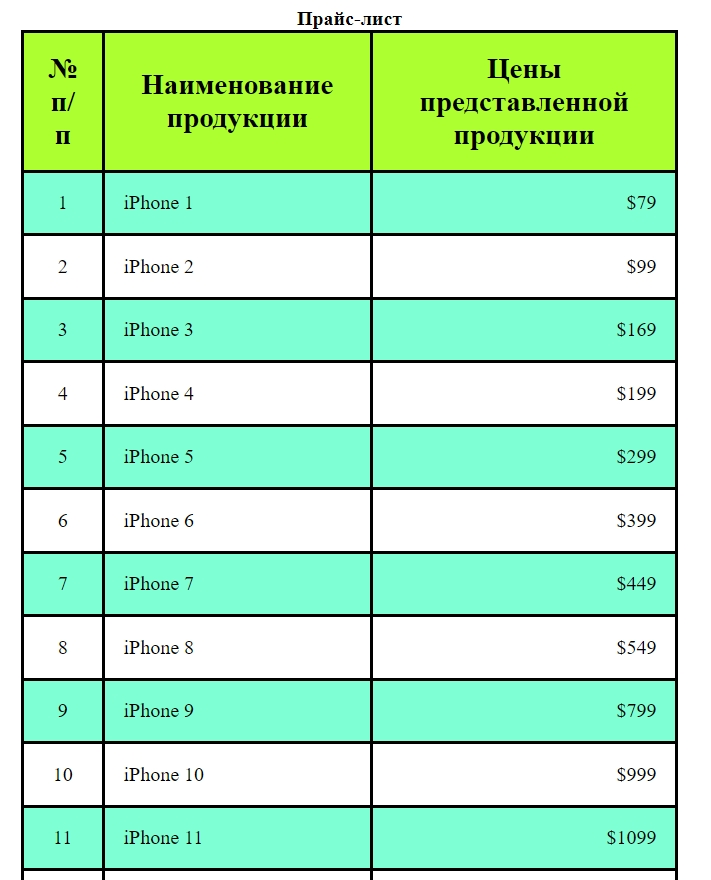 Прайс-лист
№ п/п Наименование продукции Цены представленной продукции
1 iPhone 1 $79
2 iPhone 2 $99
3 iPhone 3 $169
4 iPhone 4 $199
5 iPhone 5 $299
6 iPhone 6 $399
7 iPhone 7 $449
8 iPhone 8 $549
9 iPhone 9 $799
10 iPhone 10 $999
11 iPhone 11 $1099